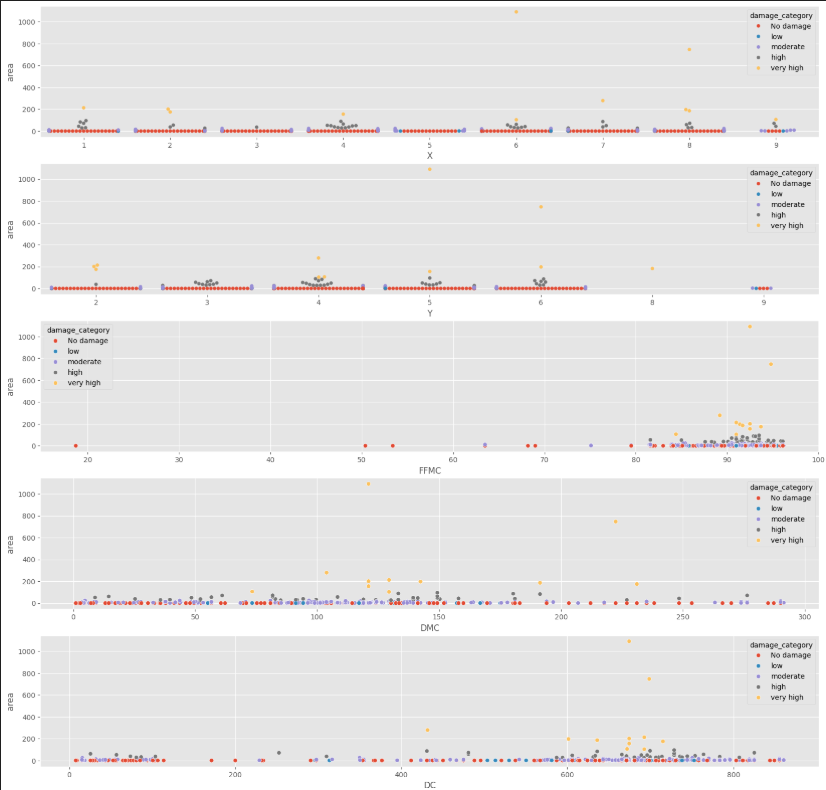 damage_category
No damage
low
moderate
high
very high
1000
800
600
400
200
0
area
1 2 3 4 5 6 7 8 9
X
damage_category
No damage
low
moderate
high
very high
1000
800
600
400
200
0
area
2 3 4 5 6 8 9
Y
damage_category
No damage
low
moderate
high
very high
1000
800
600
400
200
0
area
20 30 40 50 60 70 80 90 100
FFMC
damage_category
No damage
low
moderate
high
very high
1000
800
600
400
200
0
area
0 50 100 150 200 250 300
DMC
damage_category
No damage
low
moderate
high
very high
1000
800
600
400
200
0
area
0 200 400 600 800
DC